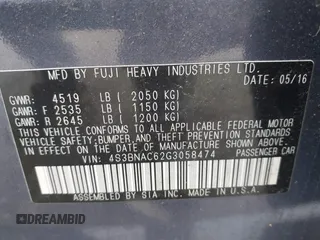 MFD BY FUJI HEAVY INDUSTRIES LTD.
DATE: 05/16
GVWR: 4519 LB ( 2050 KG)
GAWR: F 2535 LB ( 1150 KG)
GAWR: R 2645 LB ( 1200 KG)
THIS VEHICLE CONFORMS TO ALL APPLICABLE FEDERAL MOTOR
VEHICLE SAFETY, BUMPER, AND THEFT PREVENTION STANDARDS
IN EFFECT ON THE DATE OF MANUFACTURE SHOWN ABOVE.
VIN: 4S3BNAC62G3058474 PASSENGER CAR
ASSEMBLED BY SIA INC. MADE IN U.S.A.
DREAMBID